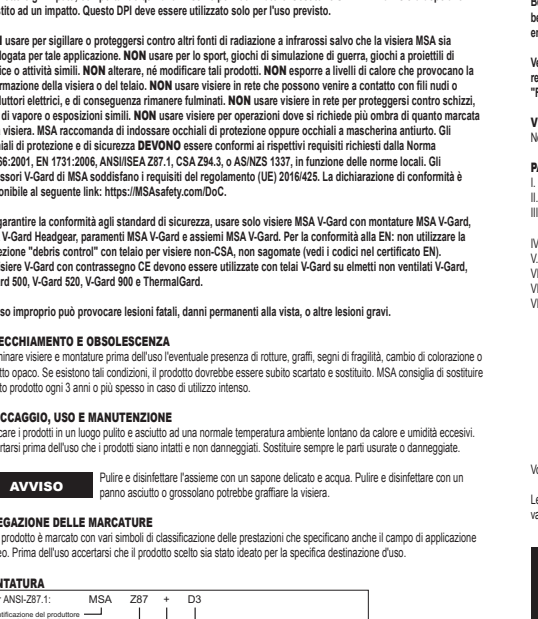 stito ad un impatto. Questo DPI deve essere utilizzato solo per l'uso previsto.
usare per sigillare o proteggersi contro altri fonti di radiazione a infrarossi salvo che la visiera MSA sia
logata per tale applicazione. NON usare per lo sport, giochi di simulazione di guerra, giochi a proiettili di
ice o attività simili. NON alterare, né modificare tali prodotti. NON esporre a livelli di calore che provocano la
rmazione della visiera o del telaio. NON usare visiere in rete che possono venire a contatto con fili nudi o
duttori elettrici, e di conseguenza rimanere fulminati. NON usare visiere in rete per proteggersi contro schizzi,
di vapore o esposizioni simili. NON usare visiere per operazioni dove si richiede più ombra di quanto marcata
a visiera. MSA raccomanda di indossare occhiali di protezione oppure occhiali a mascherina antiurto. Gli
iali di protezione e di sicurezza DEVONO essere conformi ai rispettivi requisiti richiesti dalla Norma
66:2001, EN 1731:2006, ANSI/ISEA Z87.1, CSA Z94.3, o AS/NZS 1337, in funzione delle norme locali. Gli
ssori V-Gard di MSA soddisfano i requisiti del regolamento (UE) 2016/425. La dichiarazione di conformità è
onibile al seguente link: https://MSAsafety.com/DoC.
garantire la conformità agli standard di sicurezza, usare solo visiere MSA V-Gard con montature MSA V-Gard,
V-Gard Headgear, paramenti MSA V-Gard e assiemi MSA V-Gard. Per la conformità alla EN: non utilizzare la
ezione "debris control" con telaio per visiere non-CSA, non sagomate (vedi i codici nel certificato EN).
isiere V-Gard con contrassegno CE devono essere utilizzate con telai V-Gard su elmetti non ventilati V-Gard,
rd 500, V-Gard 520, V-Gard 900 e ThermalGard.
so improprio può provocare lesioni fatali, danni permanenti alla vista, o altre lesioni gravi.
ECCHIAMENTO E OBSOLESCENZA
minare visiere e montature prima dell'uso l'eventuale presenza di rotture, graffi, segni di fragilità, cambio di colorazione o
tto opaco. Se esistono tali condizioni, il prodotto dovrebbe essere subito scartato e sostituito. MSA consiglia di sostituire
to prodotto ogni 3 anni o più spesso in caso di utilizzo intenso.
CCAGGIO, USO E MANUTENZIONE
care i prodotti in un luogo pulito e asciutto ad una normale temperatura ambiente lontano da calore e umidità eccesivi.
rtarsi prima dell'uso che i prodotti siano intatti e non danneggiati. Sostituire sempre le parti usurate o danneggiate.
AVVISO
Pulire e disinfettare l'assieme con un sapone delicato e acqua. Pulire e disinfettare con un
panno asciutto o grossolano potrebbe graffiare la visiera.
EGAZIONE DELLE MARCATURE
prodotto è marcato con vari simboli di classificazione delle prestazioni che specificano anche il campo di applicazione
eo. Prima dell'uso accertarsi che il prodotto scelto sia stato ideato per la specifica destinazione d'uso.
NTATURA
ANSI-Z87.1: MSA Z87 + D3
tificazione del produttore